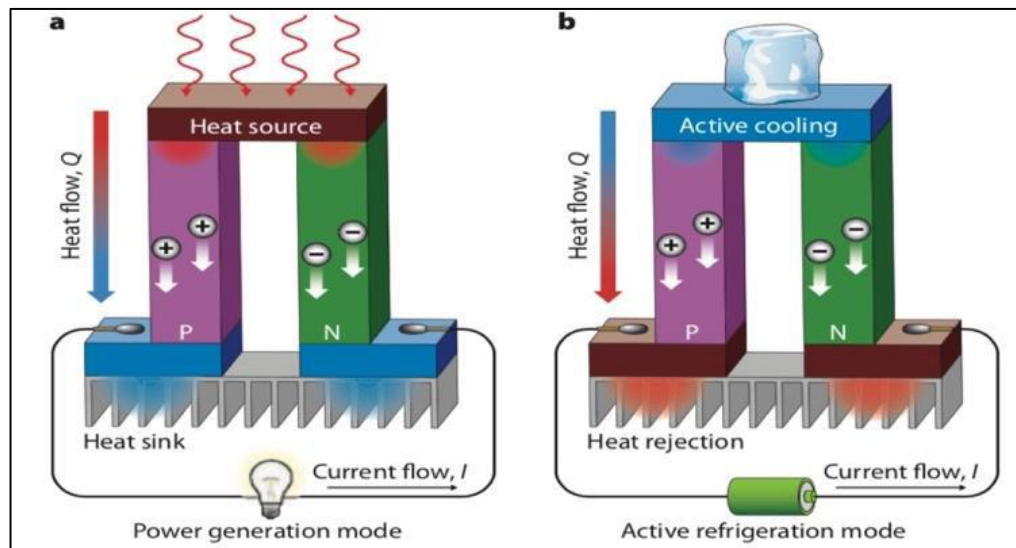 a
Heat source
Heat flow, Q
+
+
−
−
P
N
Heat sink
Current flow, I
Power generation mode
b
Active cooling
Heat flow, Q
+
+
−
−
P
N
Heat rejection
Current flow, I
Active refrigeration mode